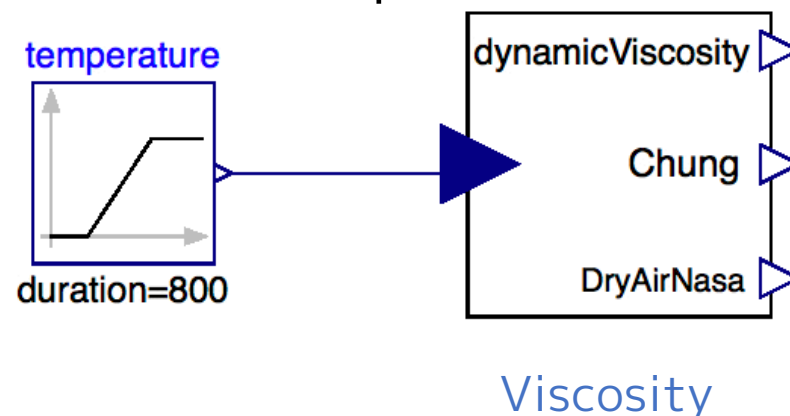 temperature
duration=800
dynamicViscosity
Chung
DryAirNasa
Viscosity